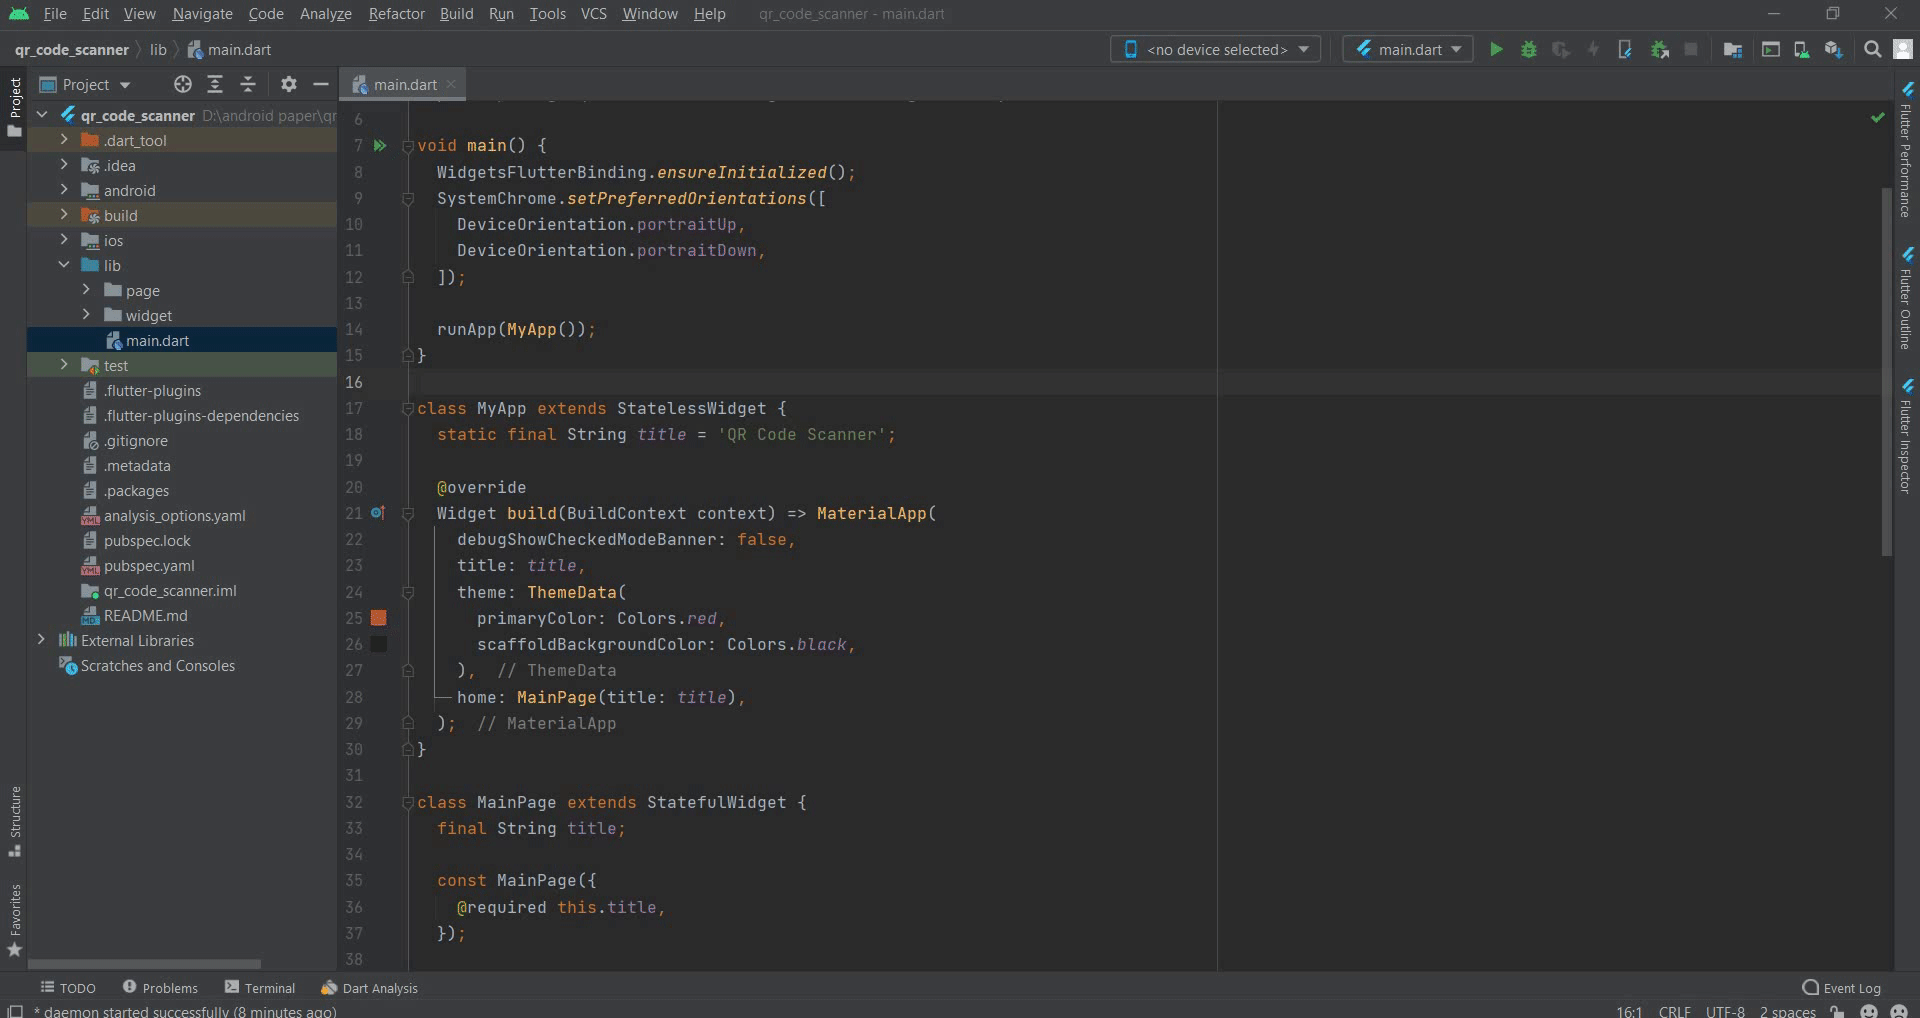 File Edit View Navigate Code Analyze Refactor Build Run Tools VCS Window Help qr_code_scanner - main.dart
qr_code_scanner lib main.dart <no device selected> main.dart
Project
Project
main.dart
qr_code_scanner D:\android paper\qr
.dart_tool
.idea
android
build
ios
lib
page
widget
main.dart
test
.flutter-plugins
.flutter-plugins-dependencies
.gitignore
.metadata
.packages
analysis_options.yaml
pubspec.lock
pubspec.yaml
qr_code_scanner.iml
README.md
External Libraries
Scratches and Consoles
Structure
Favorites
6
7 void main() {
8 WidgetsFlutterBinding.ensureInitialized();
9 SystemChrome.setPreferredOrientations([
10 DeviceOrientation.portraitUp,
11 DeviceOrientation.portraitDown,
12 ]);
13
14 runApp(MyApp());
15 }
16
17 class MyApp extends StatelessWidget {
18 static final String title = 'QR Code Scanner';
19
20 @override
21 Widget build(BuildContext context) => MaterialApp(
22 debugShowCheckedModeBanner: false,
23 title: title,
24 theme: ThemeData(
25 primaryColor: Colors.red,
26 scaffoldBackgroundColor: Colors.black,
27 ), // ThemeData
28 home: MainPage(title: title),
29 ); // MaterialApp
30 }
31
32 class MainPage extends StatefulWidget {
33 final String title;
34
35 const MainPage({
36 @required this.title,
37 });
38
Flutter Performance
Flutter Outline
Flutter Inspector
TODO Problems Terminal Dart Analysis Event Log
* daemon started successfully (8 minutes ago) 16:1 CRLF UTF-8 2 spaces